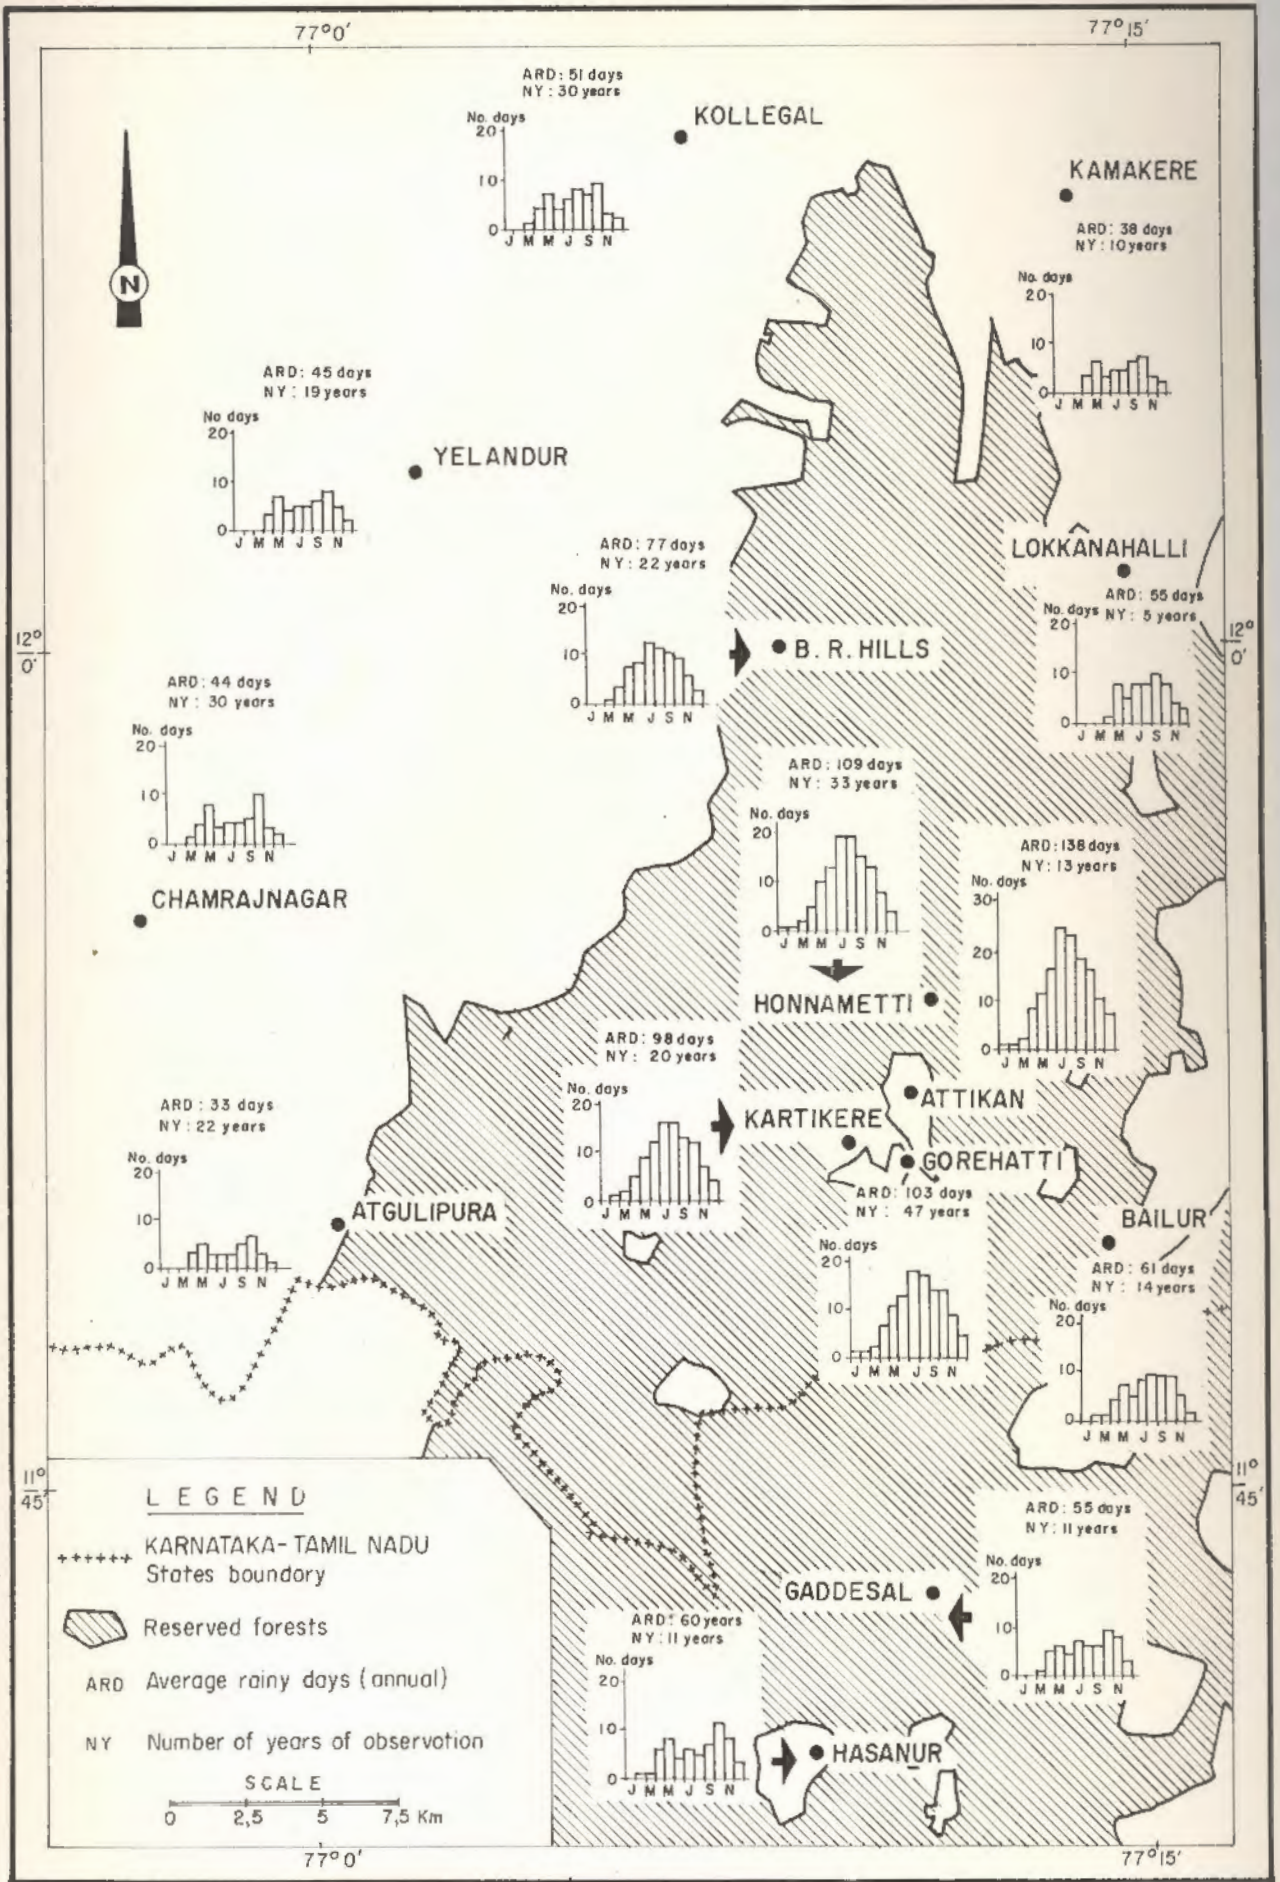 77°0'
77°15'
ARD: 51 days
NY: 30 years
No. days
20
10
0
J M M J S N
KOLLEGAL
KAMAKERE
ARD: 38 days
NY: 10 years
No. days
20
10
0
J M M J S N
N
ARD: 45 days
NY: 19 years
No days
20
10
0
J M M J S N
YELANDUR
LOKKÂNAHALLI
ARD: 55 days
NY: 5 years
No. days
20
10
0
J M M J S N
ARD: 77 days
NY: 22 years
No. days
20
10
0
J M M J S N
B. R. HILLS
12°
0'
12°
0'
ARD: 44 days
NY: 30 years
No. days
20
10
0
J M M J S N
CHAMRAJNAGAR
ARD: 109 days
NY: 33 years
No. days
20
10
0
J M M J S N
HONNAMETTI
ARD: 138 days
NY: 13 years
No. days
30
20
10
0
J M M J S N
ATTIKAN
ARD: 98 days
NY: 20 years
No. days
20
10
0
J M M J S N
KARTIKERE
GOREHATTI
ARD: 103 days
NY: 47 years
No. days
20
10
0
J M M J S N
ARD: 33 days
NY: 22 years
No. days
20
10
0
J M M J S N
ATGULIPURA
BAILUR
ARD: 61 days
NY: 14 years
No. days
20
10
0
J M M J S N
11°
45'
11°
45'
ARD: 55 days
NY: 11 years
No. days
20
10
0
J M M J S N
GADDESAL
ARD: 60 years
NY: 11 years
No. days
20
10
0
J M M J S N
HASANUR
LEGEND
KARNATAKA-TAMIL NADU
States boundory
Reserved forests
ARD Average rainy days (annual)
NY Number of years of observation
SCALE
0 2,5 5 7,5 Km
77°0'
77°15'